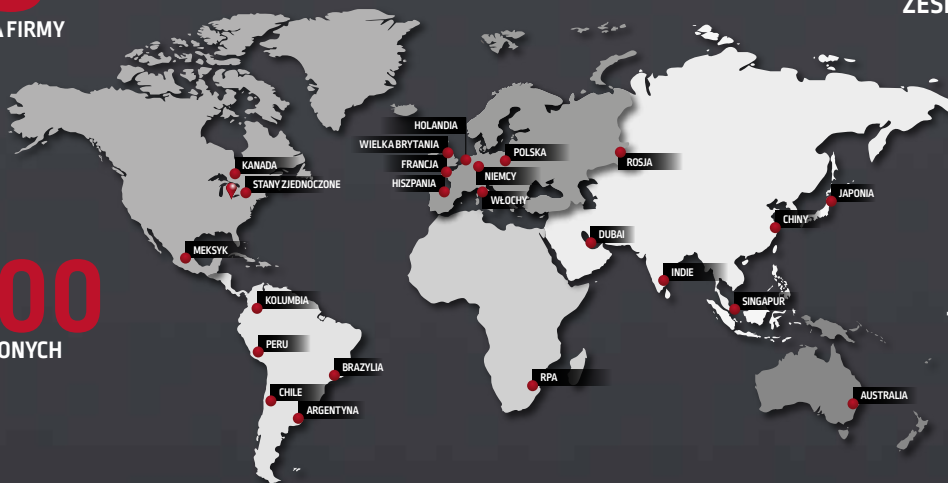 FIRMY
HOLANDIA
WIELKA BRYTANIA
POLSKA
FRANCJA
ROSJA
KANADA
NIEMCY
HISZPANIA
STANY ZJEDNOCZONE
WŁOCHY
JAPONIA
CHINY
DUBAI
MEKSYK
INDIE
KOLUMBIA
SINGAPUR
00
ONYCH
PERU
BRAZYLIA
RPA
CHILE
AUSTRALIA
ARGENTYNA